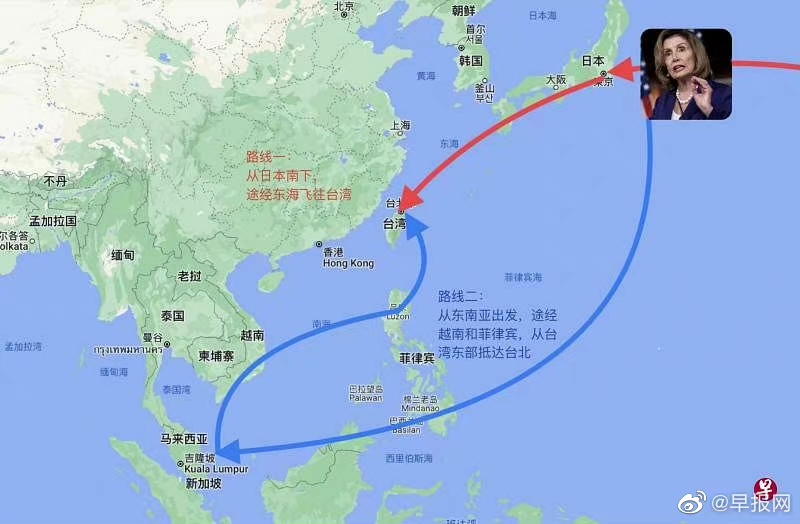 北京
朝鲜
日本海
首尔
서울
韩国
日本
大阪
东京
黄海
釜山
부산
上海
东海
路线一：
从日本南下，
途经东海飞往台湾
不丹
孟加拉国
olkata
缅甸
台北
台湾
香港
Hong Kong
老挝
泰国
曼谷
กรุงเทพมหานคร
越南
柬埔寨
孟加拉湾
缅甸海
泰国湾
南海
Luzon
菲律宾海
路线二：
从东南亚出发，途经
越南和菲律宾，从台
湾东部抵达台北
菲律宾
巴拉望岛
Palawan
棉兰老岛
Mindanao
Basilan
马来西亚
吉隆坡
Kuala Lumpur
新加坡
西里伯斯海
@早报网